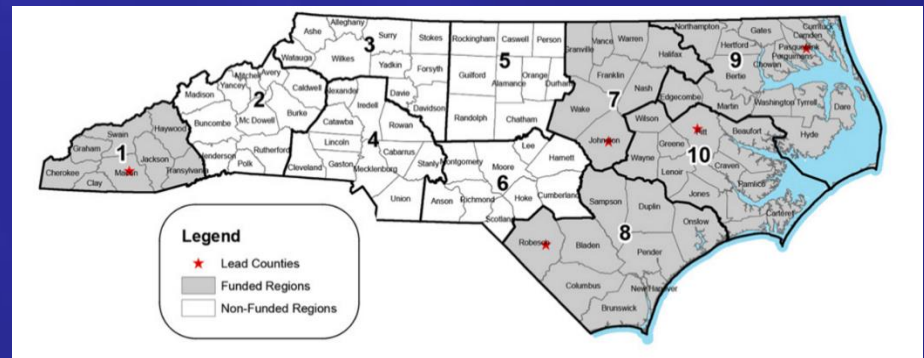 Alleghany
Ashe
Surry
Stokes
Rockingham
Caswell
Person
Granville
Vance
Warren
Northampton
Gates
Currituck
Camden
Watauga
3
Wilkes
Yadkin
Forsyth
5
Guilford
Alamance
Orange
Durham
Franklin
Halifax
Hertford
9
Pasquotank
Perquimans
Chowan
Bertie
Mitchell
Avery
Yancey
Caldwell
Alexander
Davie
Iredell
Davidson
Randolph
Chatham
7
Wake
Nash
Edgecombe
Martin
Washington
Tyrrell
Dare
Madison
2
Buncombe
Mc Dowell
Burke
Catawba
Rowan
Johnston
Wilson
Pitt
Beaufort
Hyde
Haywood
Swain
Graham
1
Jackson
Henderson
Rutherford
Polk
Cleveland
Lincoln
4
Gaston
Mecklenburg
Cabarrus
Stanly
Montgomery
Moore
Lee
Harnett
Wayne
Greene
10
Lenoir
Craven
Pamlico
Cherokee
Clay
Macon
Transylvania
Union
Anson
6
Richmond
Hoke
Cumberland
Scotland
Sampson
Duplin
Jones
Carteret
Onslow
Robeson
Bladen
8
Pender
Columbus
New Hanover
Brunswick
Legend
Lead Counties
Funded Regions
Non-Funded Regions